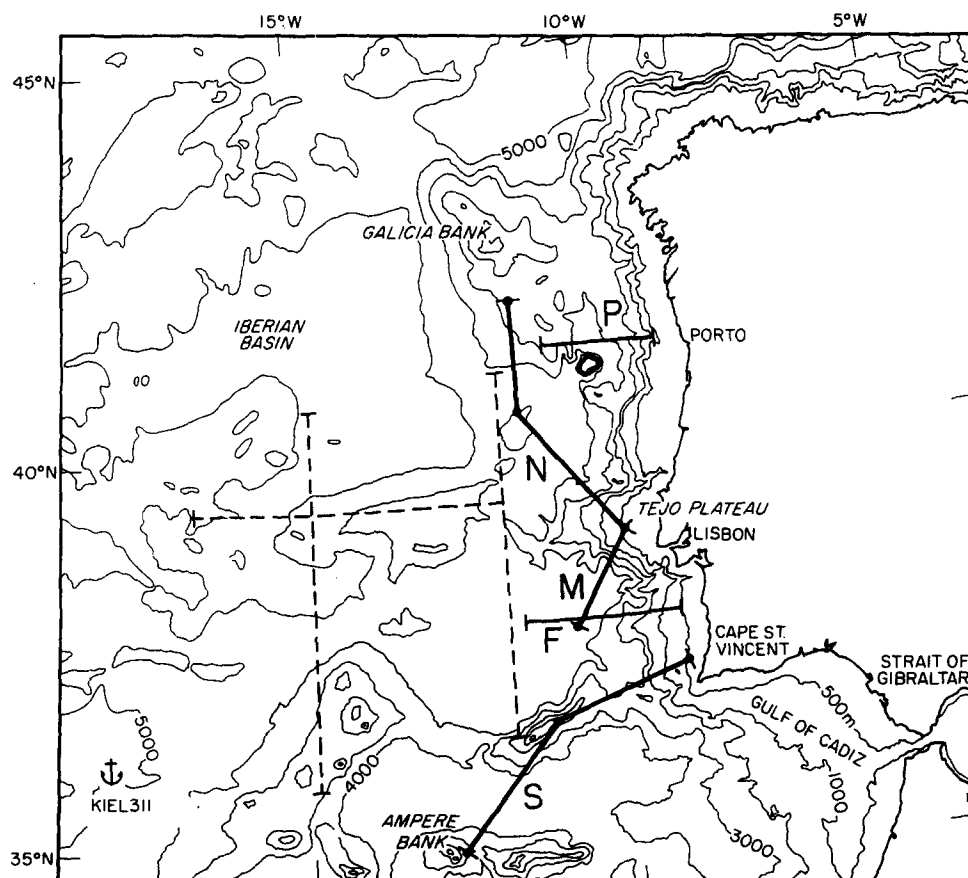 15°W
10°W
5°W
45°N
5000
GALICIA BANK
P
IBERIAN
BASIN
PORTO
40°N
N
TEJO PLATEAU
LISBON
M
F
CAPE ST.
VINCENT
STRAIT OF
GIBRALTAR
500m
GULF OF CADIZ
5000
4000
1000
KIEL311
S
AMPERE
BANK
3000
35°N